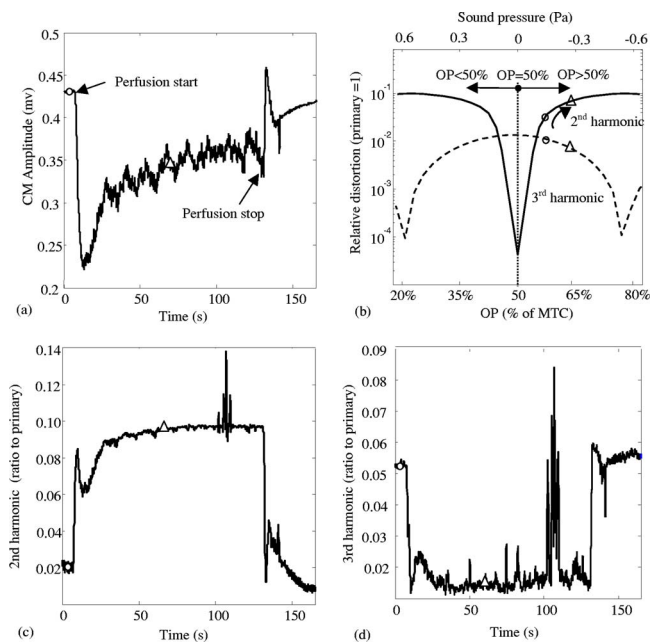 Sound pressure (Pa)
0.6 0.3 0 -0.3 -0.6
(a)
CM Amplitude (mv)
0.5
0.45
0.4
0.35
0.3
0.25
0.2
Perfusion start
Perfusion stop
0 50 100 150
Time (s)
(b)
Relative distortion (primary =1)
10-1
10-2
10-3
10-4
OP<50% OP=50% OP>50%
2nd harmonic
3rd harmonic
20% 35% 50 65% 80%
OP (% of MTC)
(c)
2nd harmonic (ratio to primary)
0.14
0.12
0.10
0.08
0.06
0.04
0.02
0 50 100 150
Time (s)
(d)
3rd harmonic (ratio to primary)
0.09
0.08
0.07
0.06
0.05
0.04
0.03
0.02
0.01
0 50 100 150
Time (s)